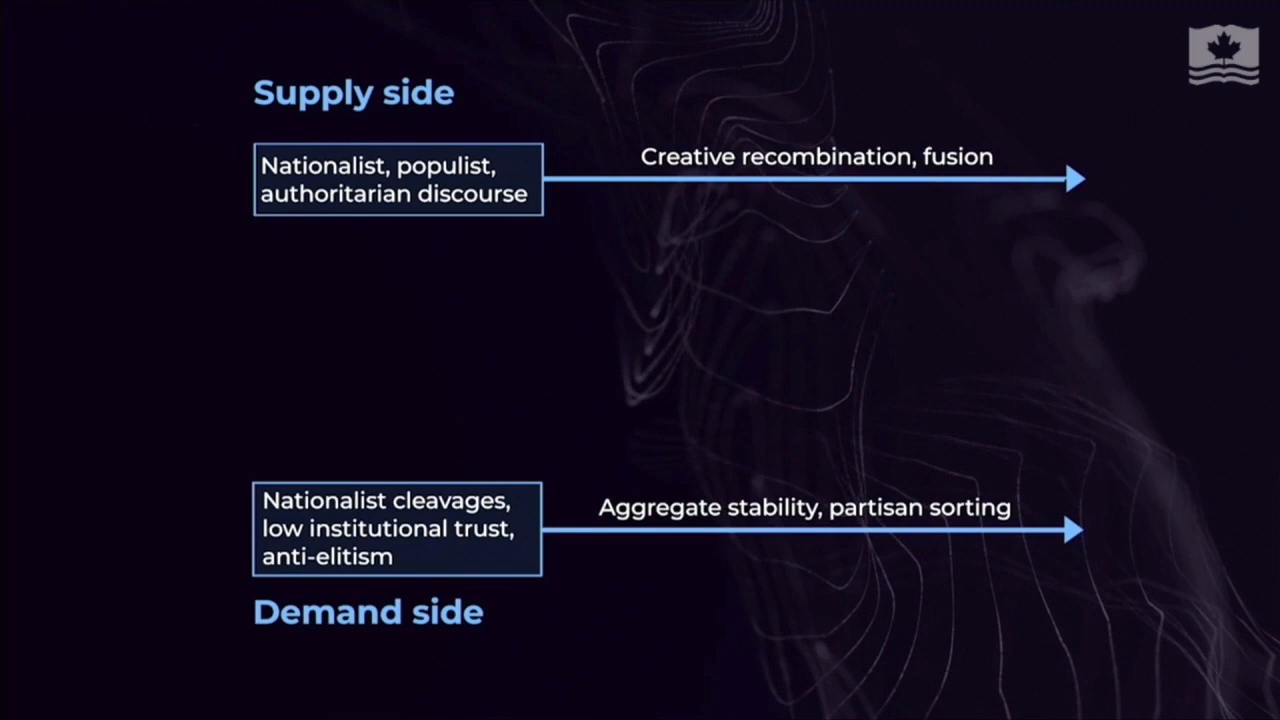 Supply side
Nationalist, populist,
authoritarian discourse
Creative recombination, fusion
Nationalist cleavages,
low institutional trust,
anti-elitism
Aggregate stability, partisan sorting
Demand side